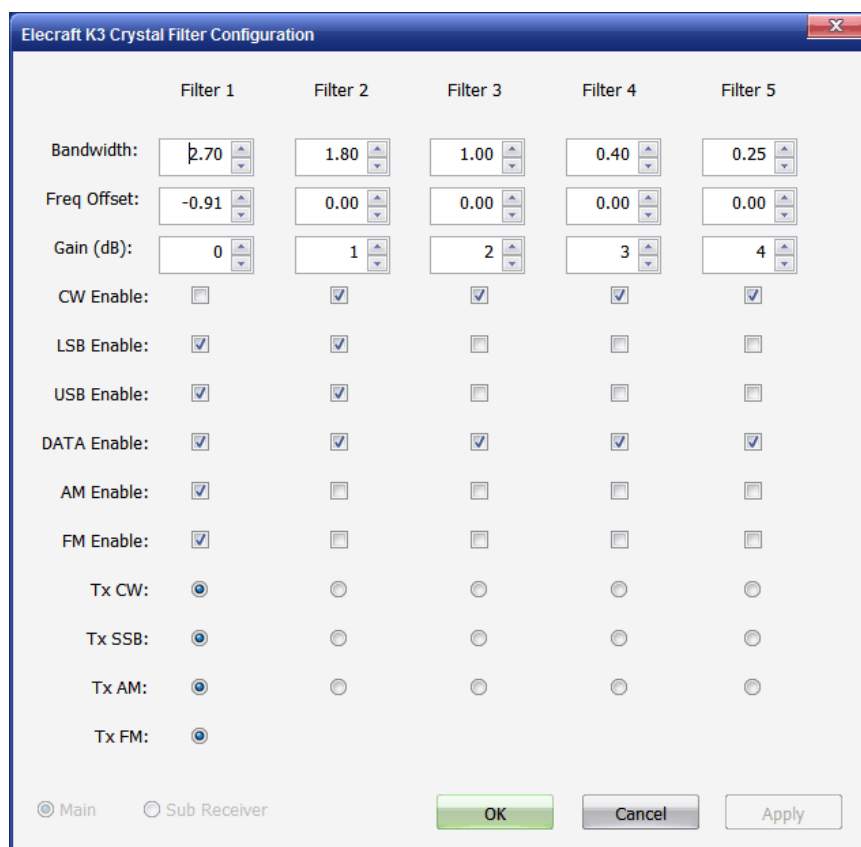 Elecraft K3 Crystal Filter Configuration
Filter 1 Filter 2 Filter 3 Filter 4 Filter 5
Bandwidth: 2.70 1.80 1.00 0.40 0.25
Freq Offset: -0.91 0.00 0.00 0.00 0.00
Gain (dB): 0 1 2 3 4
CW Enable:
LSB Enable:
USB Enable:
DATA Enable:
AM Enable:
FM Enable:
Tx CW:
Tx SSB:
Tx AM:
Tx FM:
Main Sub Receiver OK Cancel Apply